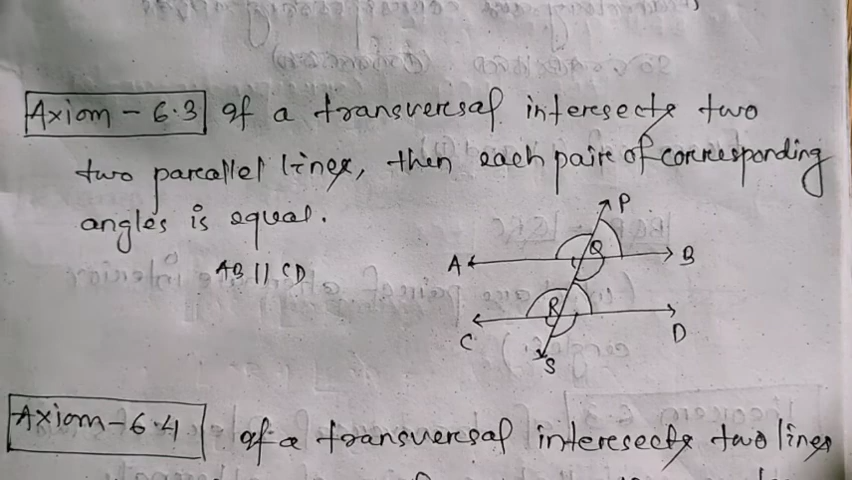 Axiom - 6.3 If a transversal intersects two
two parallel lines, then each pair of corresponding
angles is equal.
AB || CD
P
Q
A
B
R
C
D
S
Axiom - 6.4 If a transversal intersects two lines